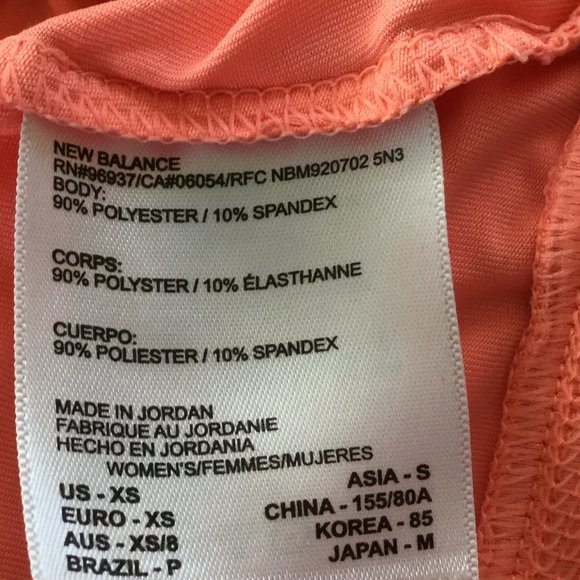 NEW BALANCE
RN#96937/CA#06054/RFC NBM920702 5N3
BODY:
90% POLYESTER / 10% SPANDEX
CORPS:
90% POLYSTER / 10% ÉLASTHANNE
CUERPO:
90% POLIESTER / 10% SPANDEX
MADE IN JORDAN
FABRIQUE AU JORDANIE
HECHO EN JORDANIA
WOMEN'S/FEMMES/MUJERES
US - XS
EURO - XS
AUS - XS/8
BRAZIL - P
ASIA - S
CHINA - 155/80A
KOREA - 85
JAPAN - M